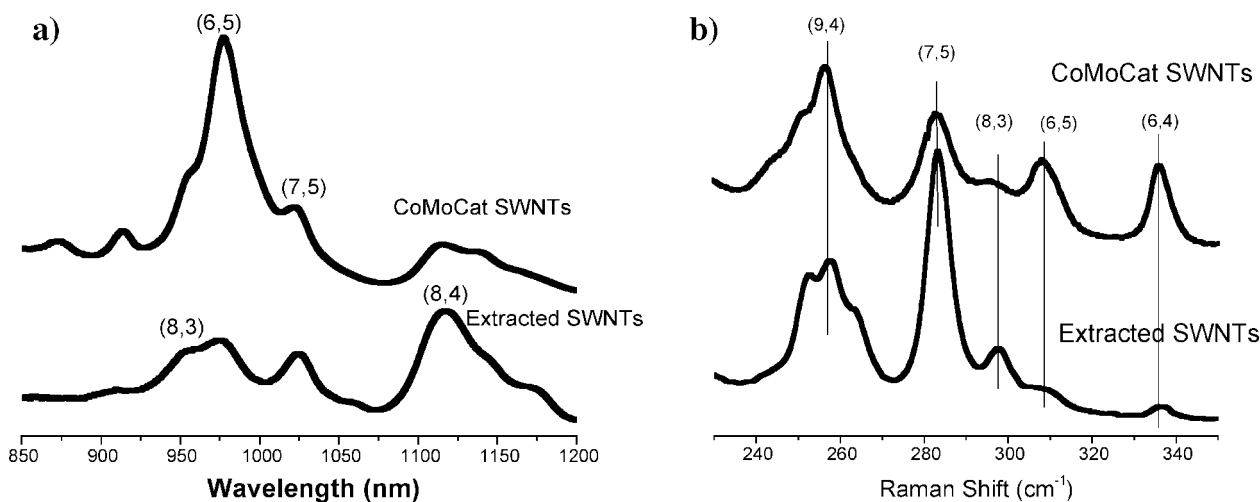 a)
(6,5)
(7,5)
CoMoCat SWNTs
(8,3)
(8,4)
Extracted SWNTs
850 900 950 1000 1050 1100 1150 1200
Wavelength (nm)
b)
(9,4)
(7,5)
(8,3)
(6,5)
(6,4)
CoMoCat SWNTs
Extracted SWNTs
240 260 280 300 320 340
Raman Shift (cm⁻¹)